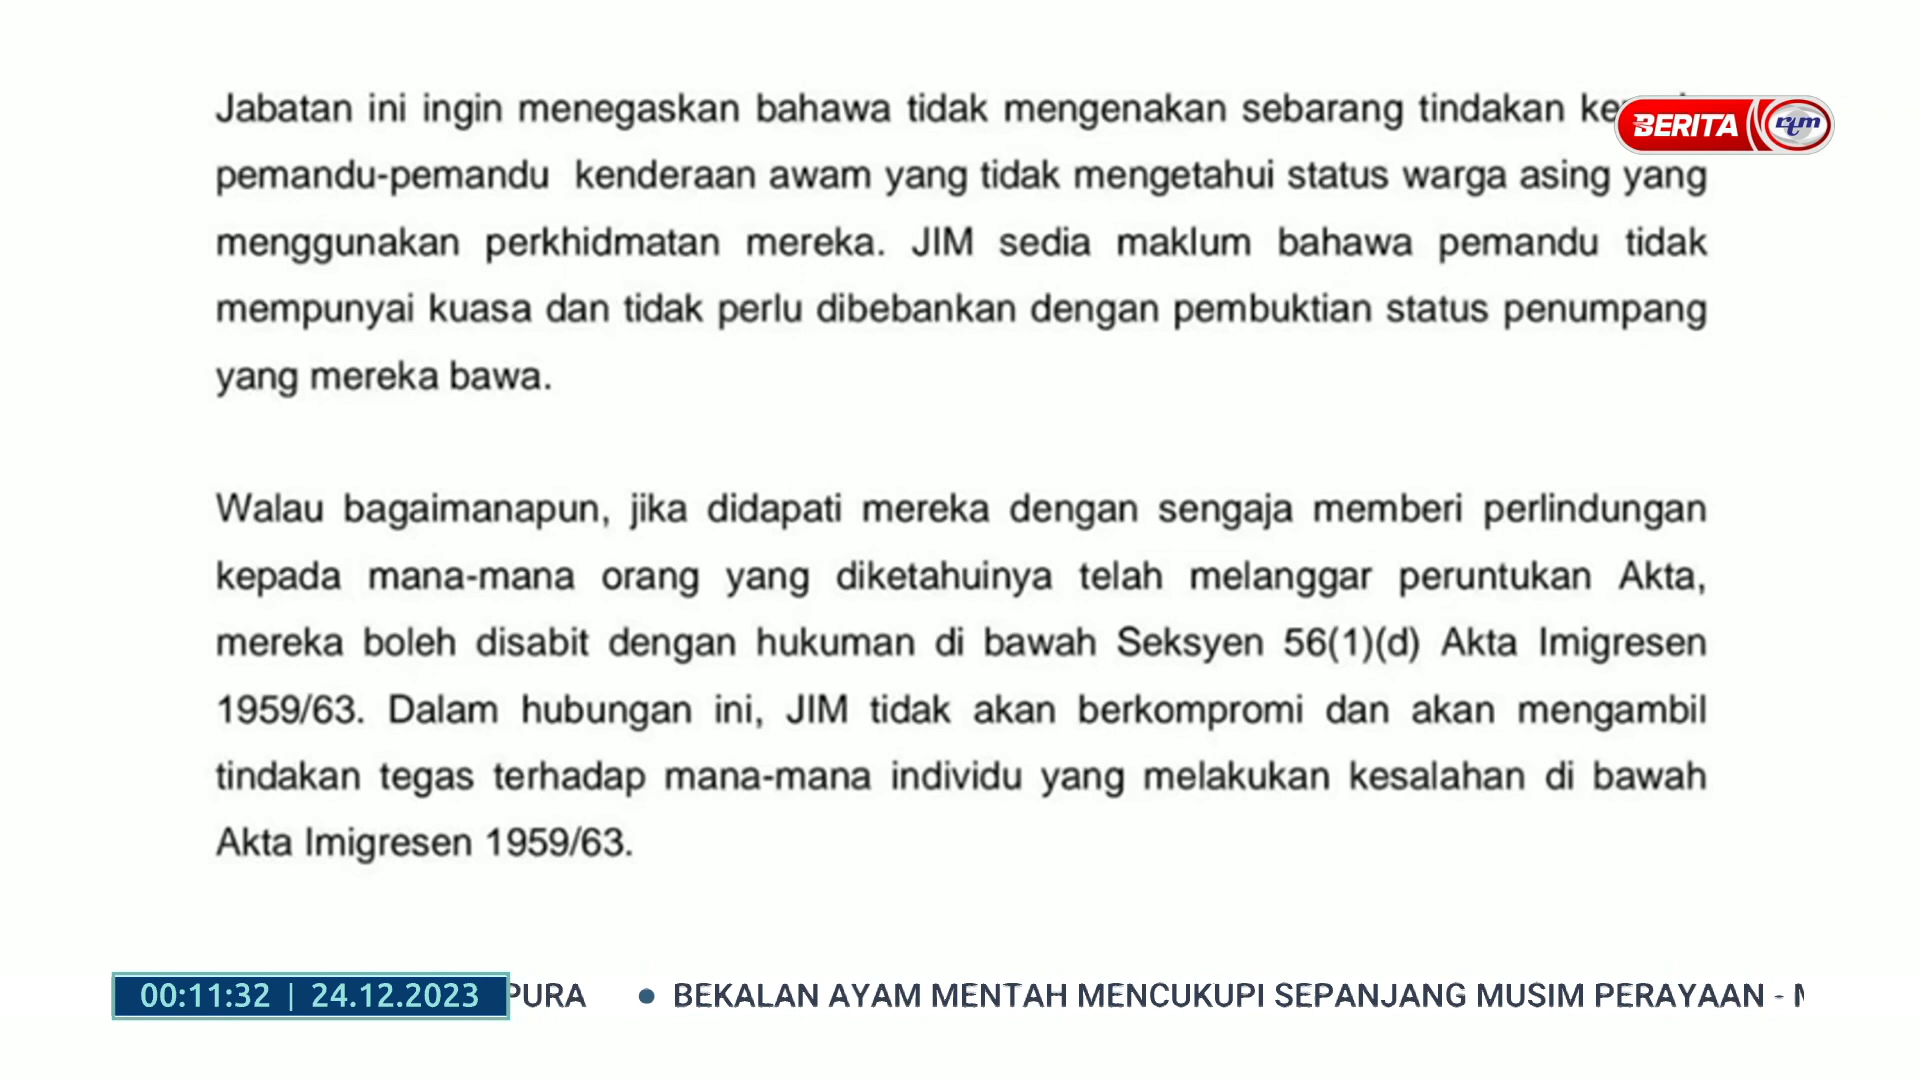 Jabatan ini ingin menegaskan bahawa tidak mengenakan sebarang tindakan
BERITA rtm
pemandu-pemandu kenderaan awam yang tidak mengetahui status warga asing yang
menggunakan perkhidmatan mereka. JIM sedia maklum bahawa pemandu tidak
mempunyai kuasa dan tidak perlu dibebankan dengan pembuktian status penumpang
yang mereka bawa.
Walau bagaimanapun, jika didapati mereka dengan sengaja memberi perlindungan
kepada mana-mana orang yang diketahuinya telah melanggar peruntukan Akta,
mereka boleh disabit dengan hukuman di bawah Seksyen 56(1)(d) Akta Imigresen
1959/63. Dalam hubungan ini, JIM tidak akan berkompromi dan akan mengambil
tindakan tegas terhadap mana-mana individu yang melakukan kesalahan di bawah
Akta Imigresen 1959/63.
00:11:32 | 24.12.2023 PURA • BEKALAN AYAM MENTAH MENCUKUPI SEPANJANG MUSIM PERAYAAN -